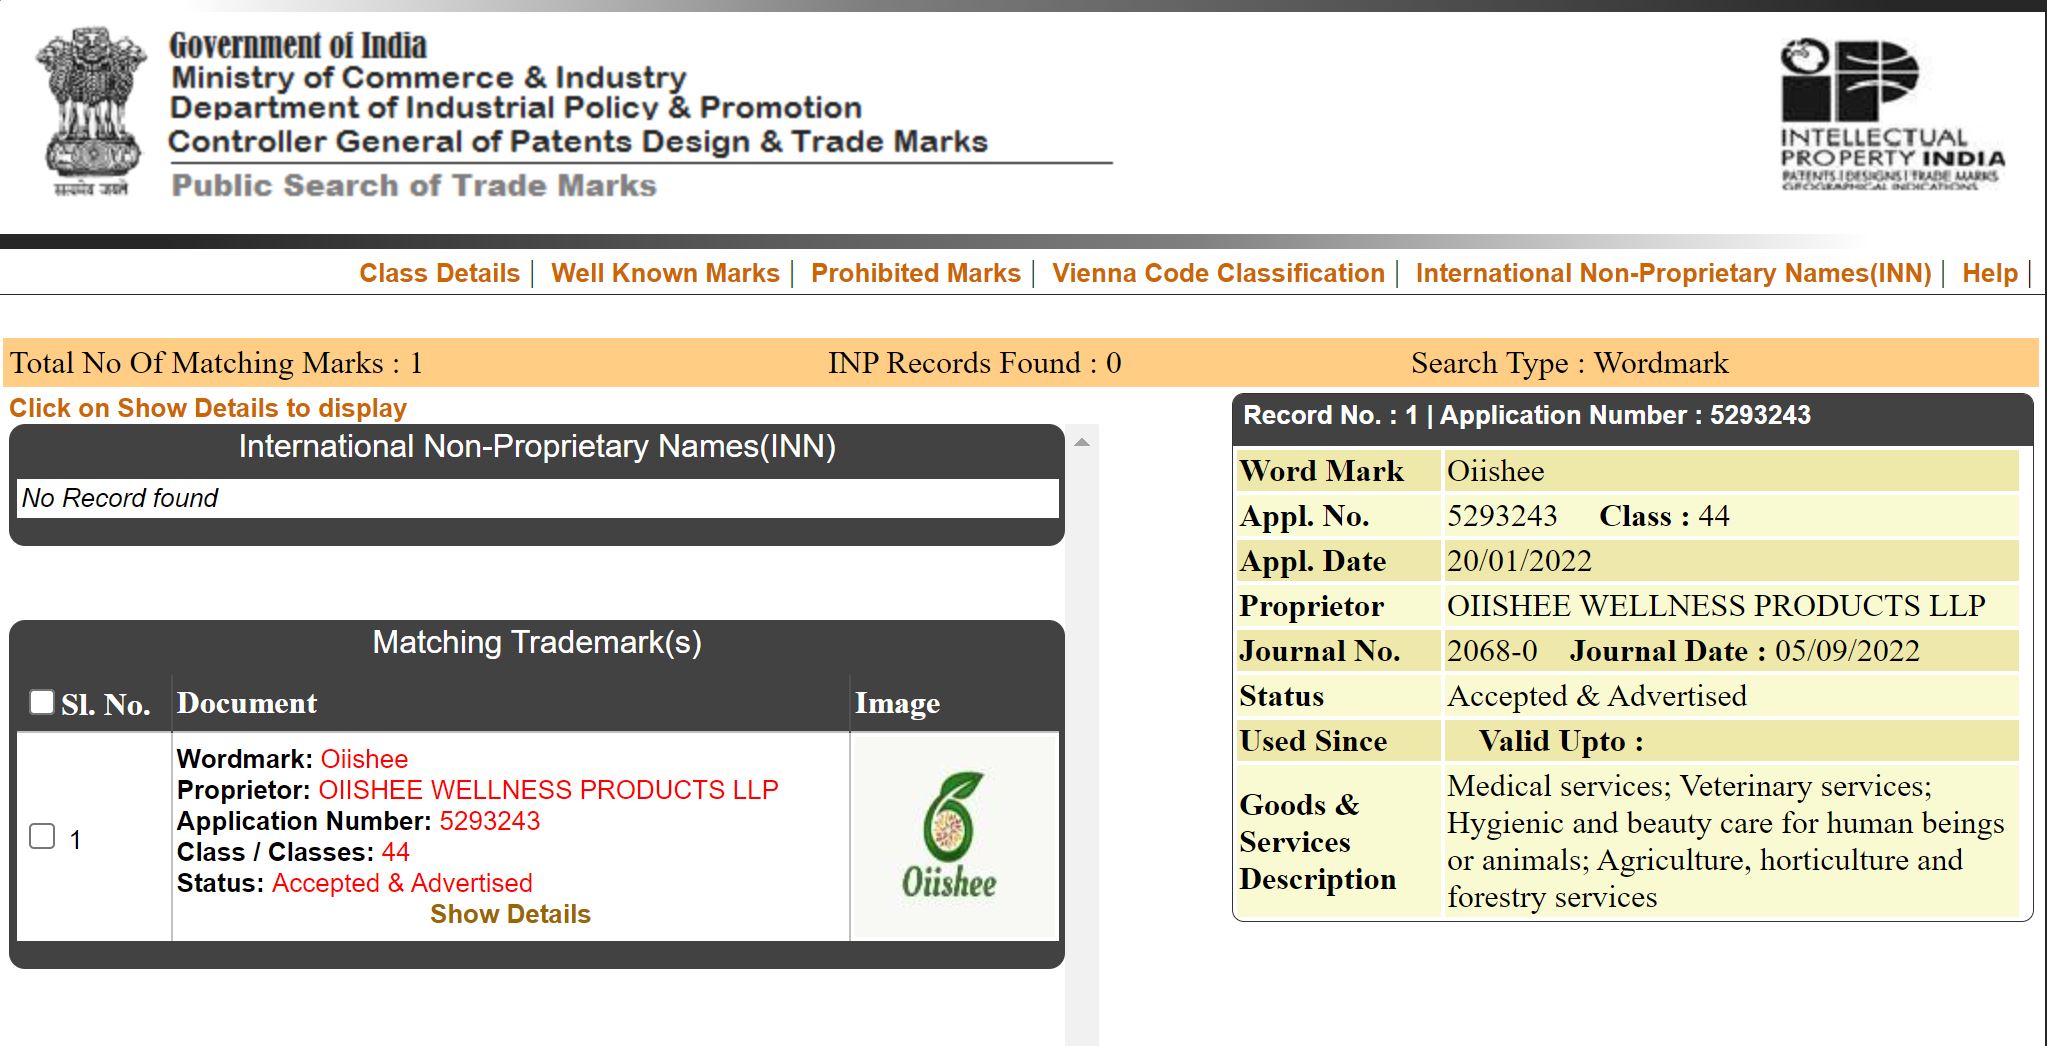 Government of India
Ministry of Commerce & Industry
Department of Industrial Policy & Promotion
Controller General of Patents Design & Trade Marks
Public Search of Trade Marks
सत्यमेव जयते
INTELLECTUAL
PROPERTY INDIA
PATENTS | DESIGNS | TRADE MARKS
GEOGRAPHICAL INDICATIONS
Class Details | Well Known Marks | Prohibited Marks | Vienna Code Classification | International Non-Proprietary Names(INN) | Help |
Total No Of Matching Marks : 1 INP Records Found : 0 Search Type : Wordmark
Click on Show Details to display
International Non-Proprietary Names(INN)
No Record found
Matching Trademark(s)
Sl. No. Document Image
1
Wordmark: Oiishee
Proprietor: OIISHEE WELLNESS PRODUCTS LLP
Application Number: 5293243
Class / Classes: 44
Status: Accepted & Advertised
Show Details
Oiishee
Record No. : 1 | Application Number : 5293243
Word Mark Oiishee
Appl. No. 5293243 Class : 44
Appl. Date 20/01/2022
Proprietor OIISHEE WELLNESS PRODUCTS LLP
Journal No. 2068-0 Journal Date : 05/09/2022
Status Accepted & Advertised
Used Since Valid Upto :
Goods &
Services
Description
Medical services; Veterinary services;
Hygienic and beauty care for human beings
or animals; Agriculture, horticulture and
forestry services